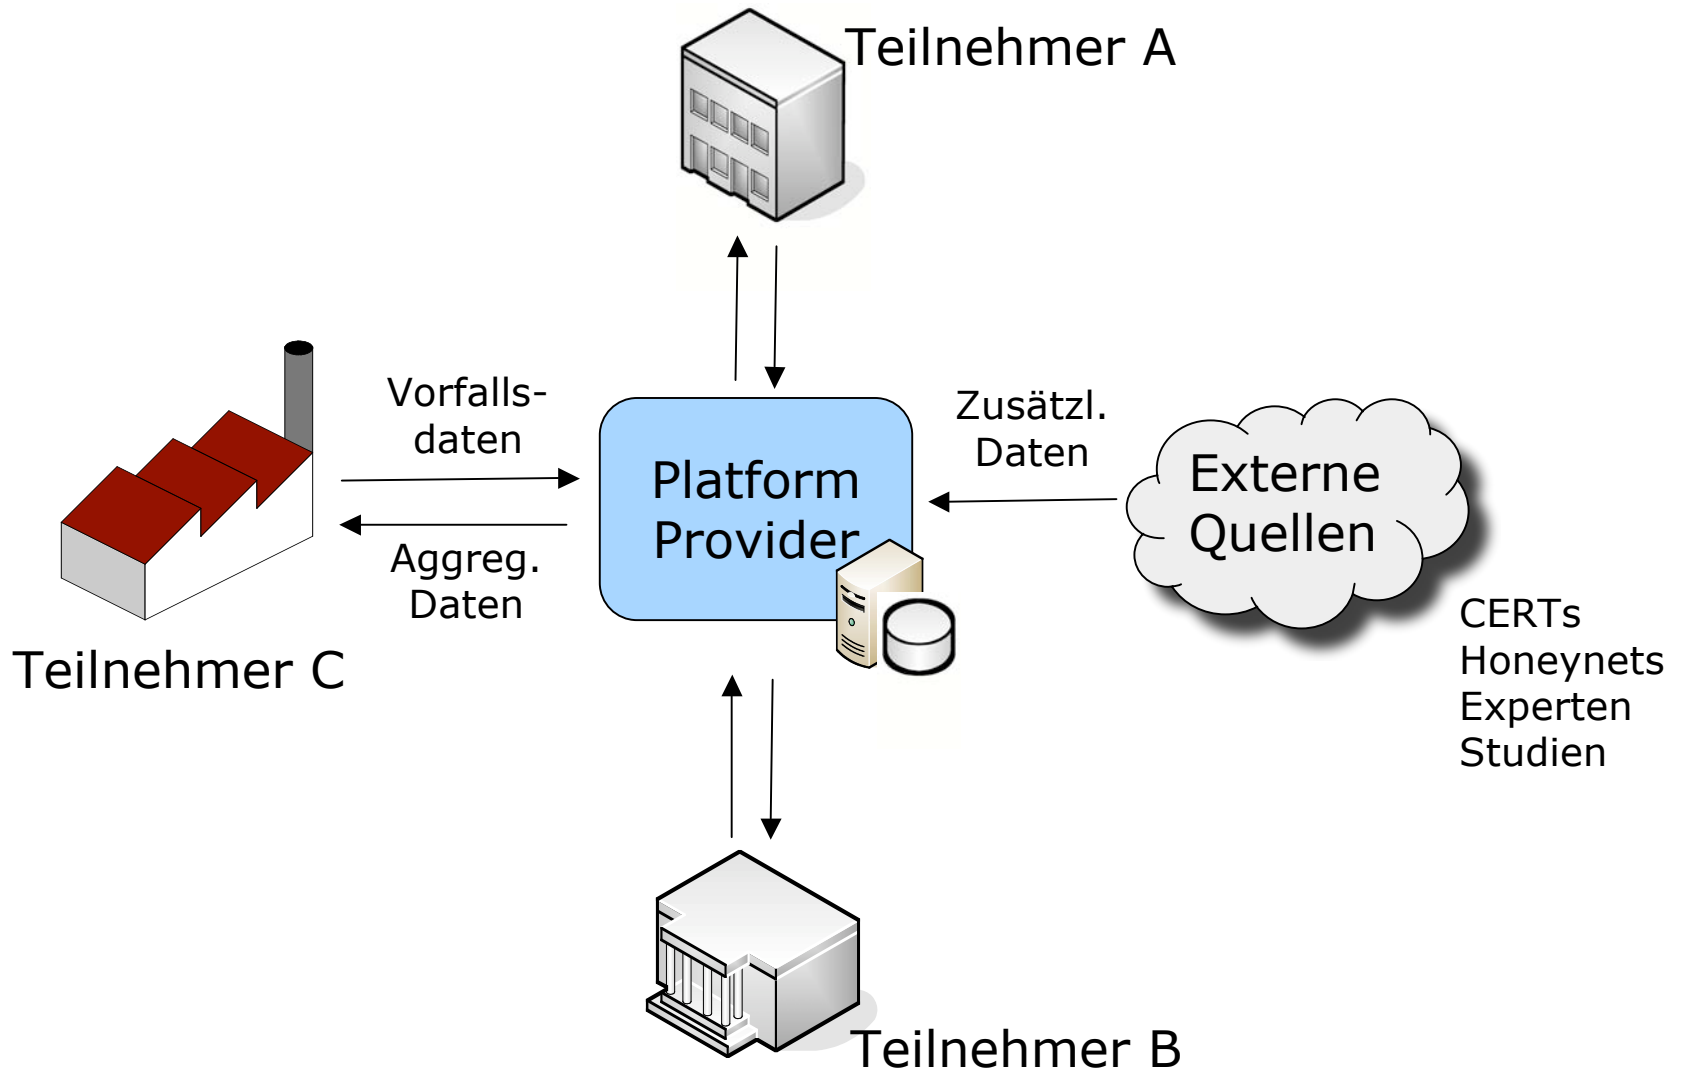 Teilnehmer A
Vorfalls-
daten
Aggreg.
Daten
Teilnehmer C
Platform
Provider
Zusätzl.
Daten
Externe
Quellen
CERTs
Honeynets
Experten
Studien
Teilnehmer B